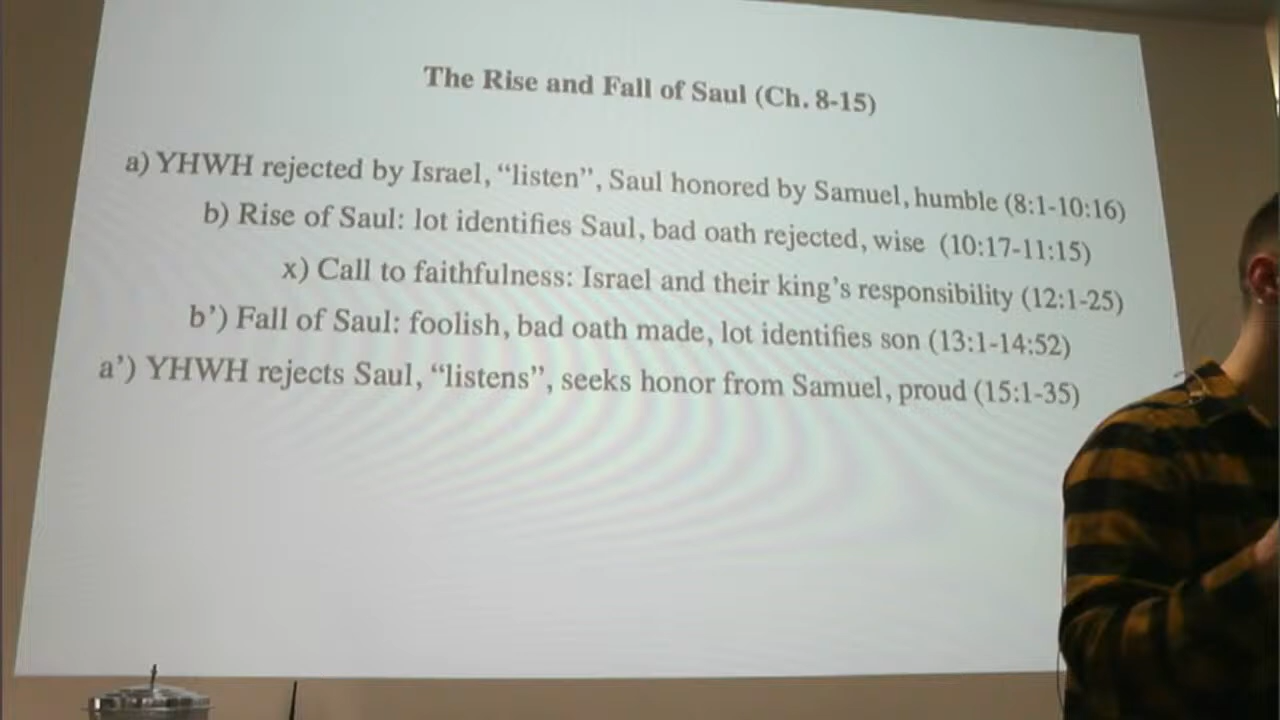 The Rise and Fall of Saul (Ch. 8-15)
a) YHWH rejected by Israel, “listen”, Saul honored by Samuel, humble (8:1-10:16)
b) Rise of Saul: lot identifies Saul, bad oath rejected, wise (10:17-11:15)
x) Call to faithfulness: Israel and their king’s responsibility (12:1-25)
b’) Fall of Saul: foolish, bad oath made, lot identifies son (13:1-14:52)
a’) YHWH rejects Saul, “listens”, seeks honor from Samuel, proud (15:1-35)